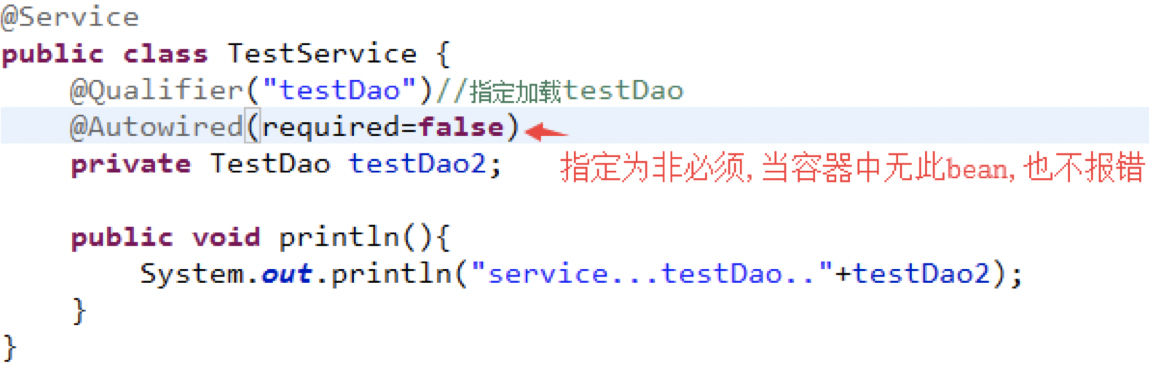 @Service
public class TestService {
@Qualifier("testDao")//指定加载testDao
@Autowired(required=false)
private TestDao testDao2; 指定为非必须,当容器中无此bean,也不报错
public void println(){
System.out.println("service...testDao.."+testDao2);
}
}